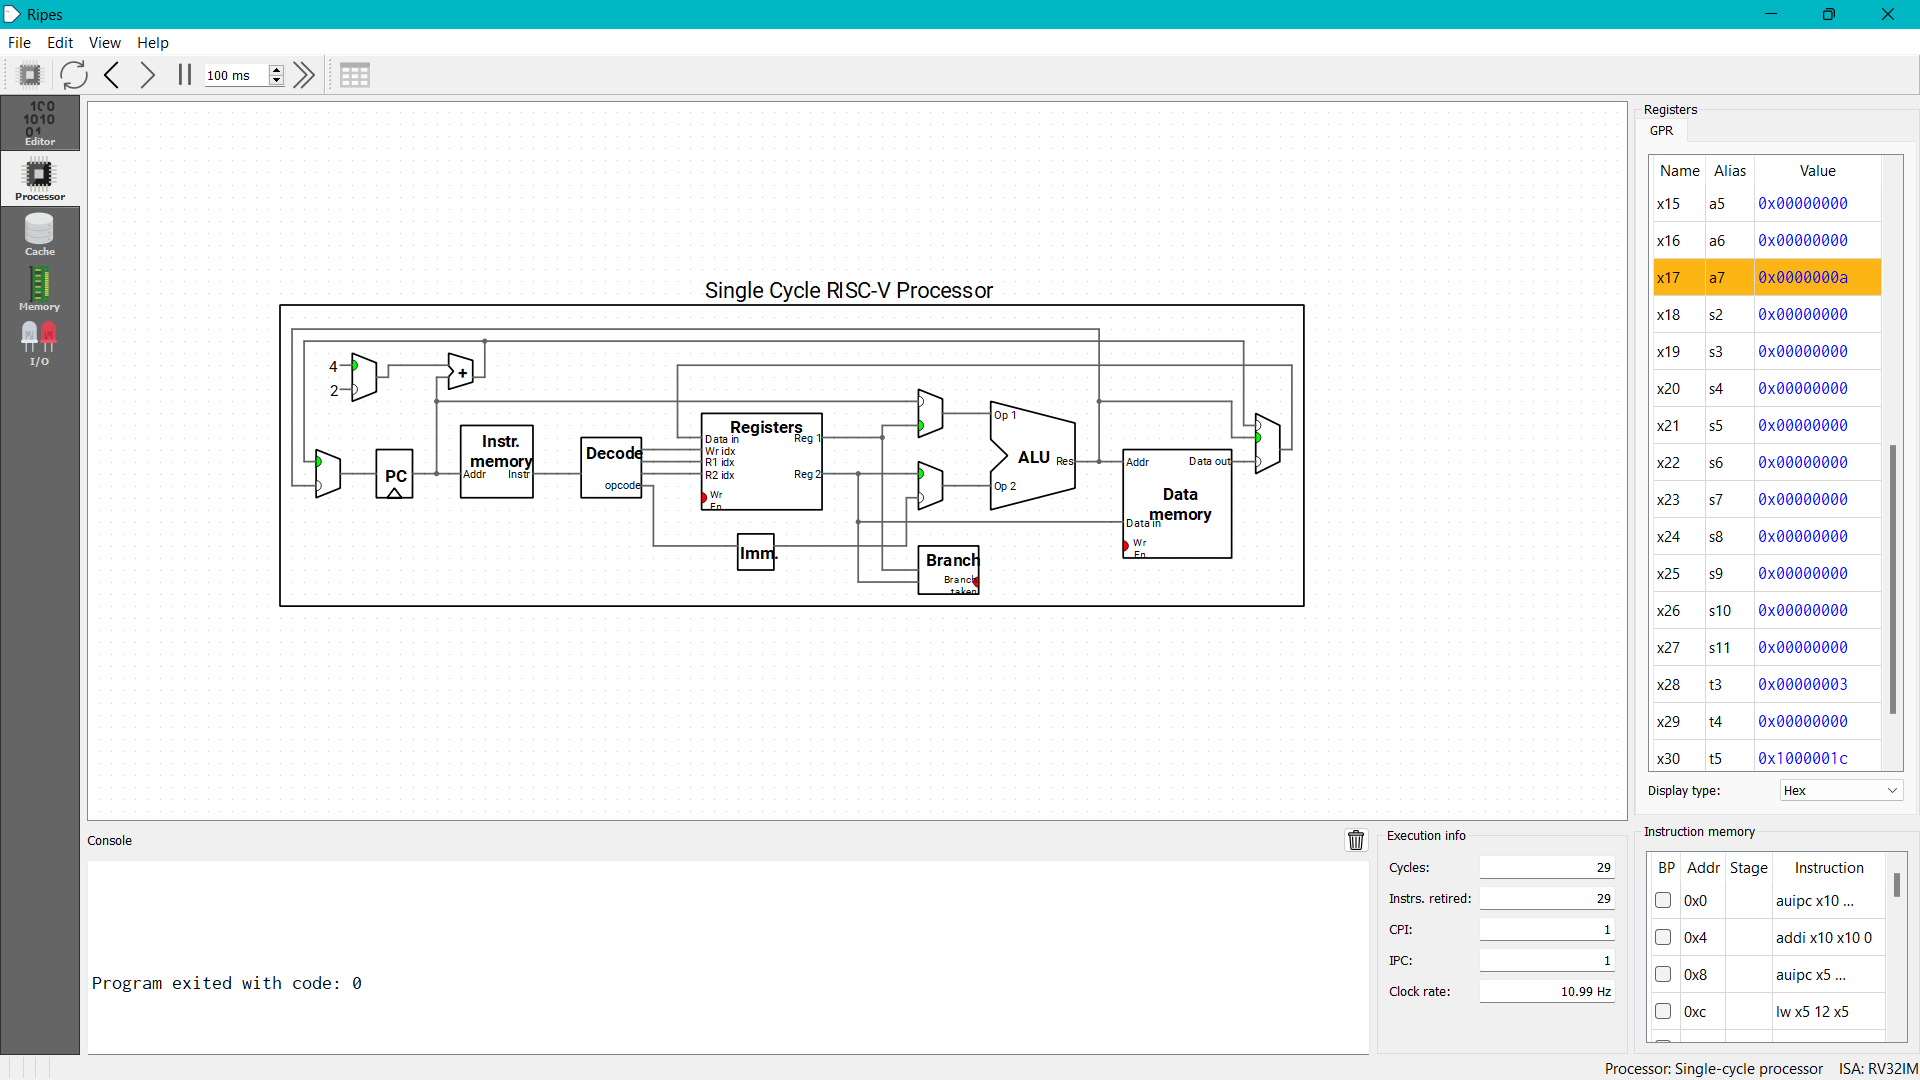 Ripes
File Edit View Help
100 ms
Editor
Processor
Cache
Memory
I/O
Single Cycle RISC-V Processor
4
2
+
PC
Instr. memory
Addr Instr
Decode
opcode
Registers
Data in Reg 1
Wr idx
R1 idx
R2 idx Reg 2
Wr En
Imm.
Op 1
ALU Res
Op 2
Branch
Branch taken
Addr Data out
Data memory
Data in
Wr En
Registers
GPR
Name Alias Value
x15 a5 0x00000000
x16 a6 0x00000000
x17 a7 0x0000000a
x18 s2 0x00000000
x19 s3 0x00000000
x20 s4 0x00000000
x21 s5 0x00000000
x22 s6 0x00000000
x23 s7 0x00000000
x24 s8 0x00000000
x25 s9 0x00000000
x26 s10 0x00000000
x27 s11 0x00000000
x28 t3 0x00000003
x29 t4 0x00000000
x30 t5 0x1000001c
Display type: Hex
Console
Program exited with code: 0
Execution info
Cycles: 29
Instrs. retired: 29
CPI: 1
IPC: 1
Clock rate: 10.99 Hz
Instruction memory
BP Addr Stage Instruction
0x0 auipc x10 ...
0x4 addi x10 x10 0
0x8 auipc x5 ...
0xc lw x5 12 x5
Processor: Single-cycle processor ISA: RV32IM